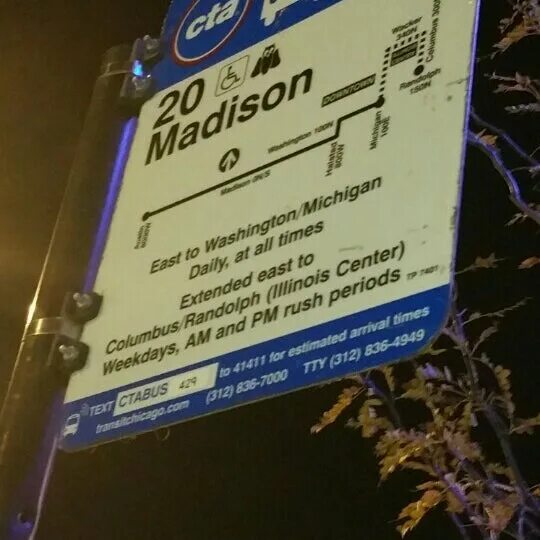 cta
20
Madison
DOWNTOWN
Wacker
340N
Columbus 300E
Randolph
150N
Michigan
100E
Washington 100N
Halsted
800W
Madison 0N/S
Austin
6000W
East to Washington/Michigan
Daily, at all times
Extended east to
Columbus/Randolph (Illinois Center)
Weekdays, AM and PM rush periods
TP 7401
TEXT CTABUS 429 to 41411 for estimated arrival times
transitchicago.com (312) 836-7000 TTY (312) 836-4949